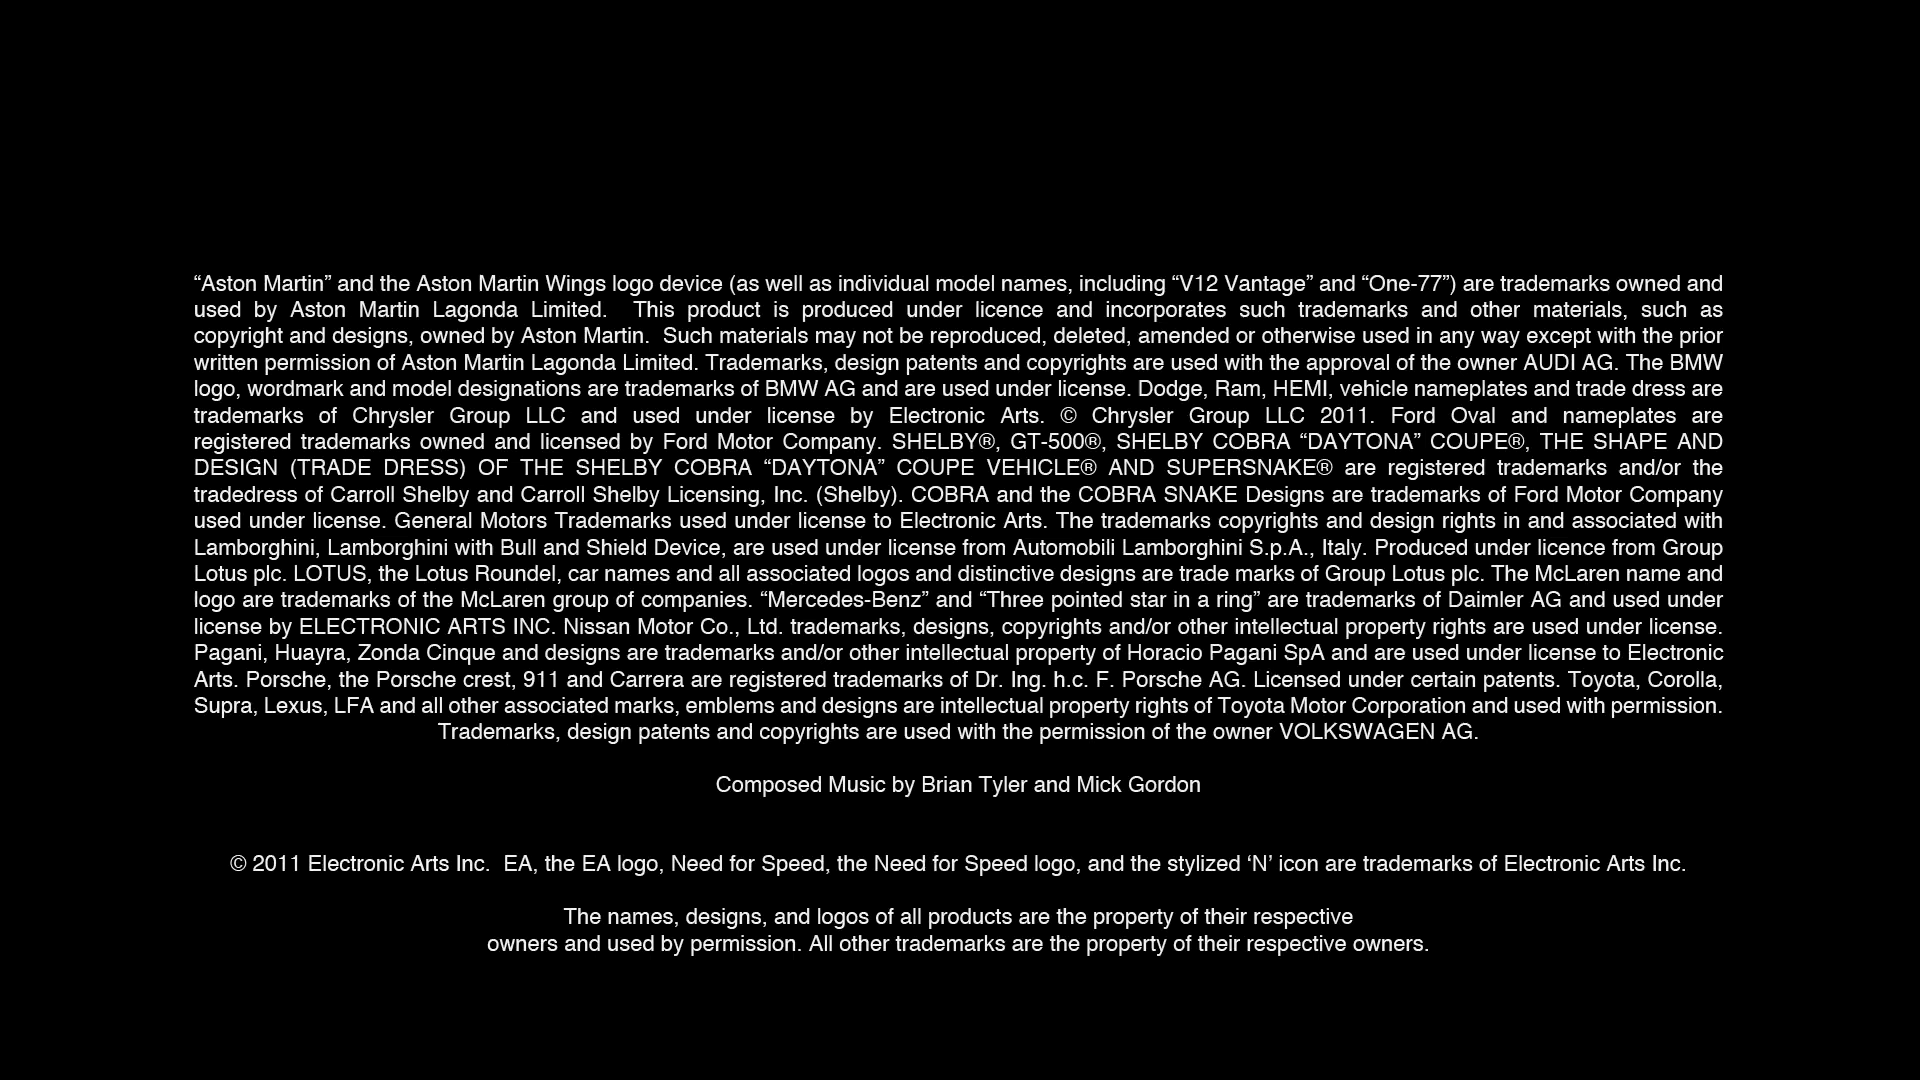 “Aston Martin” and the Aston Martin Wings logo device (as well as individual model names, including “V12 Vantage” and “One-77”) are trademarks owned and
used by Aston Martin Lagonda Limited.  This product is produced under licence and incorporates such trademarks and other materials, such as
copyright and designs, owned by Aston Martin.  Such materials may not be reproduced, deleted, amended or otherwise used in any way except with the prior
written permission of Aston Martin Lagonda Limited. Trademarks, design patents and copyrights are used with the approval of the owner AUDI AG. The BMW
logo, wordmark and model designations are trademarks of BMW AG and are used under license. Dodge, Ram, HEMI, vehicle nameplates and trade dress are
trademarks of Chrysler Group LLC and used under license by Electronic Arts. © Chrysler Group LLC 2011. Ford Oval and nameplates are
registered trademarks owned and licensed by Ford Motor Company. SHELBY®, GT-500®, SHELBY COBRA “DAYTONA” COUPE®, THE SHAPE AND
DESIGN (TRADE DRESS) OF THE SHELBY COBRA “DAYTONA” COUPE VEHICLE® AND SUPERSNAKE® are registered trademarks and/or the
tradedress of Carroll Shelby and Carroll Shelby Licensing, Inc. (Shelby). COBRA and the COBRA SNAKE Designs are trademarks of Ford Motor Company
used under license. General Motors Trademarks used under license to Electronic Arts. The trademarks copyrights and design rights in and associated with
Lamborghini, Lamborghini with Bull and Shield Device, are used under license from Automobili Lamborghini S.p.A., Italy. Produced under licence from Group
Lotus plc. LOTUS, the Lotus Roundel, car names and all associated logos and distinctive designs are trade marks of Group Lotus plc. The McLaren name and
logo are trademarks of the McLaren group of companies. “Mercedes-Benz” and “Three pointed star in a ring” are trademarks of Daimler AG and used under
license by ELECTRONIC ARTS INC. Nissan Motor Co., Ltd. trademarks, designs, copyrights and/or other intellectual property rights are used under license.
Pagani, Huayra, Zonda Cinque and designs are trademarks and/or other intellectual property of Horacio Pagani SpA and are used under license to Electronic
Arts. Porsche, the Porsche crest, 911 and Carrera are registered trademarks of Dr. Ing. h.c. F. Porsche AG. Licensed under certain patents. Toyota, Corolla,
Supra, Lexus, LFA and all other associated marks, emblems and designs are intellectual property rights of Toyota Motor Corporation and used with permission.
Trademarks, design patents and copyrights are used with the permission of the owner VOLKSWAGEN AG.
Composed Music by Brian Tyler and Mick Gordon
© 2011 Electronic Arts Inc.  EA, the EA logo, Need for Speed, the Need for Speed logo, and the stylized ‘N’ icon are trademarks of Electronic Arts Inc.
The names, designs, and logos of all products are the property of their respective
owners and used by permission. All other trademarks are the property of their respective owners.